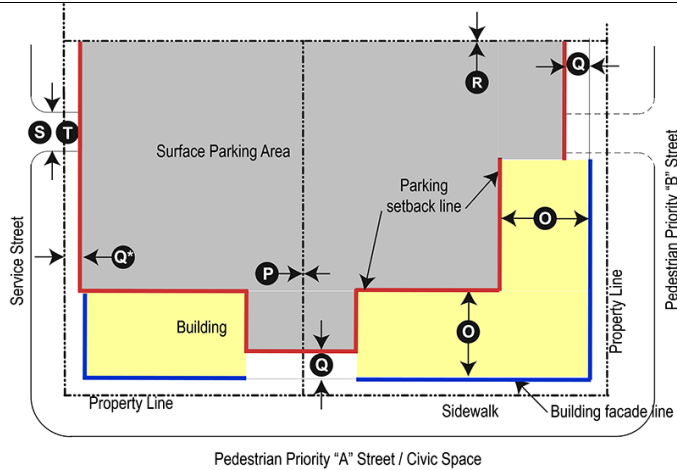 Q
R
S T
Surface Parking Area
Parking
setback line
Pedestrian Priority "B" Street
O
Service Street
Q*
P
Building
O
Property Line
Q
Property Line
Sidewalk
Building facade line
Pedestrian Priority "A" Street / Civic Space